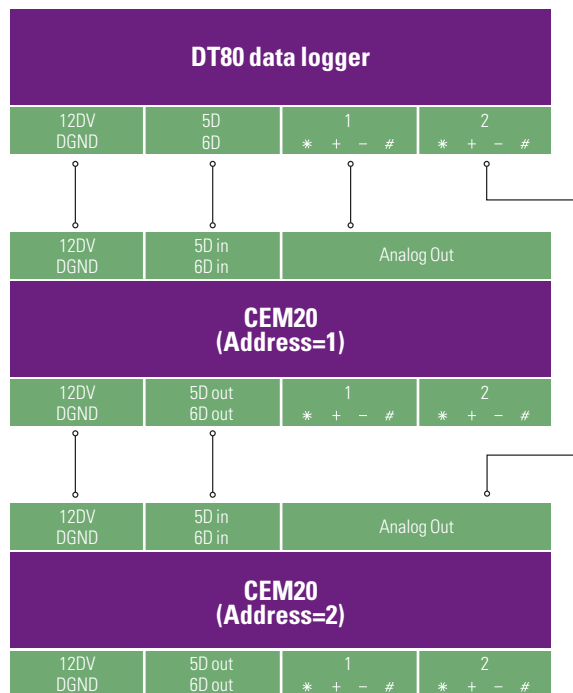 DT80 data logger
12DV 5D 1 2
DGND 6D * + - # * + - #
12DV 5D in Analog Out
DGND 6D in
CEM20
(Address=1)
12DV 5D out 1 2
DGND 6D out * + - # * + - #
12DV 5D in Analog Out
DGND 6D in
CEM20
(Address=2)
12DV 5D out 1 2
DGND 6D out * + - # * + - #